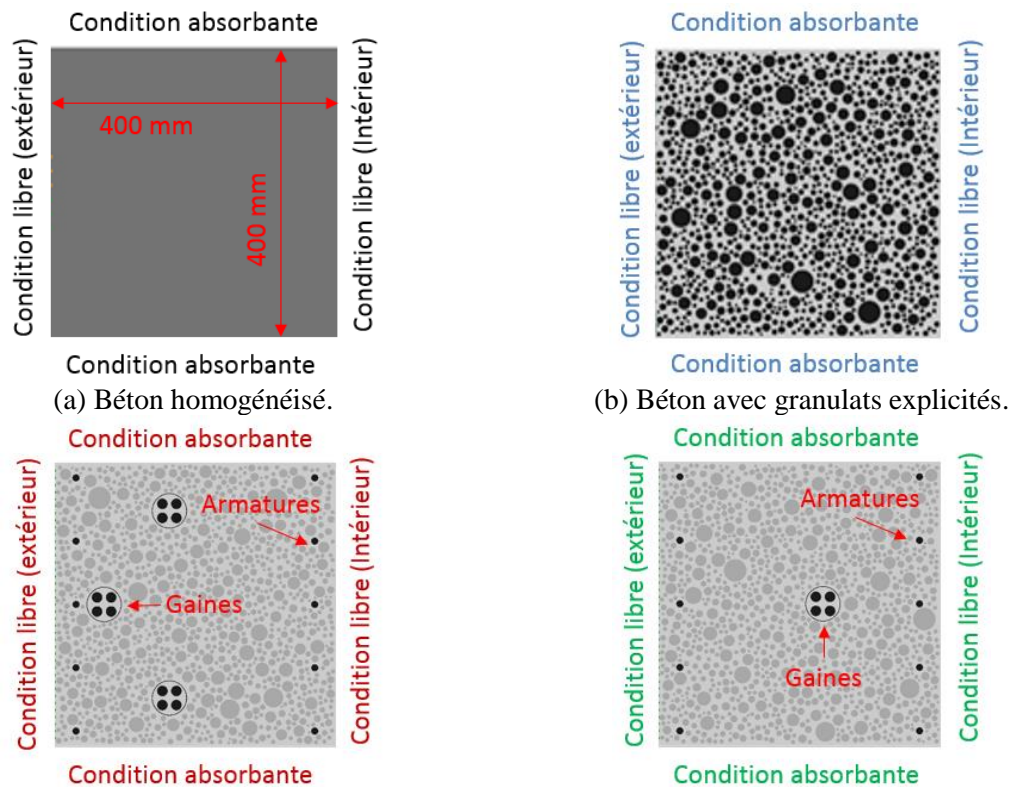 Condition absorbante
Condition libre (extérieur)
400 mm
400 mm
Condition libre (Intérieur)
Condition absorbante
(a) Béton homogénéisé.
Condition absorbante
Condition libre (extérieur)
Condition libre (Intérieur)
Condition absorbante
(b) Béton avec granulats explicités.
Condition absorbante
Condition libre (extérieur)
Armatures
Gaines
Condition libre (Intérieur)
Condition absorbante
Condition absorbante
Condition libre (extérieur)
Armatures
Gaines
Condition libre (Intérieur)
Condition absorbante